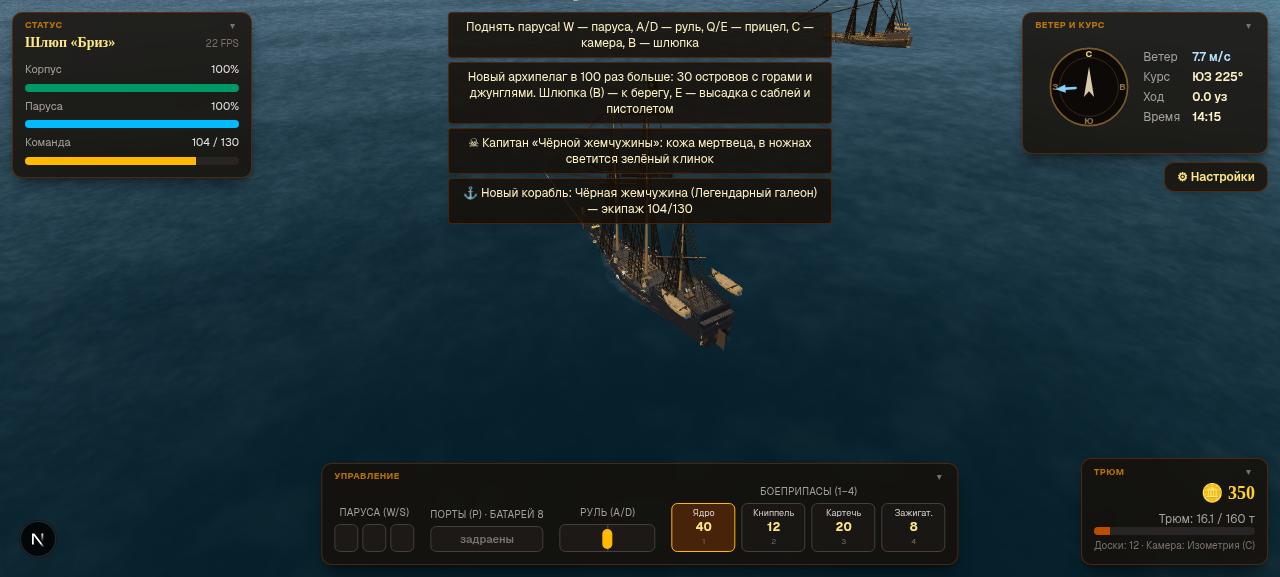 СТАТУС
Шлюп «Бриз» 22 FPS
Корпус 100%
Паруса 100%
Команда 104 / 130
Поднять паруса! W — паруса, A/D — руль, Q/E — прицел, C —
камера, B — шлюпка
Новый архипелаг в 100 раз больше: 30 островов с горами и
джунглями. Шлюпка (B) — к берегу, E — высадка с саблей и
пистолетом
☠ Капитан «Чёрной жемчужины»: кожа мертвеца, в ножнах
светится зелёный клинок
⚓ Новый корабль: Чёрная жемчужина (Легендарный галеон)
— экипаж 104/130
ВЕТЕР И КУРС
С
З
В
Ю
Ветер 7.7 м/с
Курс ЮЗ 225°
Ход 0.0 уз
Время 14:15
⚙ Настройки
УПРАВЛЕНИЕ
ПАРУСА (W/S)
ПОРТЫ (P) · БАТАРЕЙ 8
задраены
РУЛЬ (A/D)
БОЕПРИПАСЫ (1–4)
Ядро
40
1
Книппель
12
2
Картечь
20
3
Зажигат.
8
4
ТРЮМ
350
Трюм: 16.1 / 160 т
Доски: 12 · Камера: Изометрия (C)
N